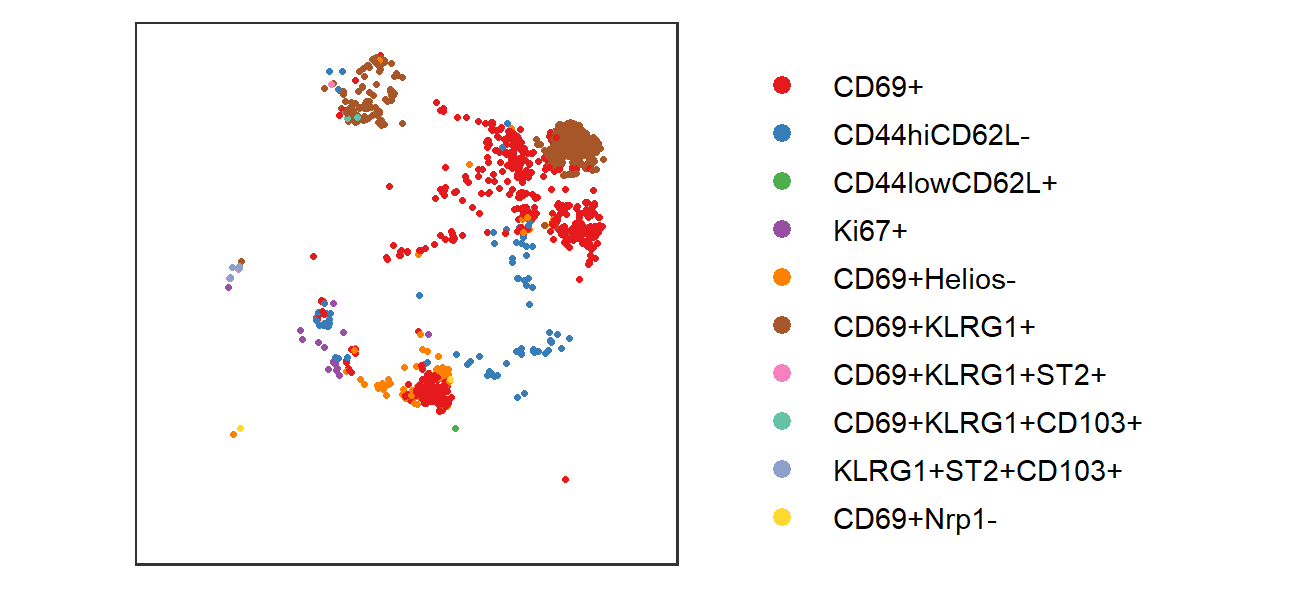 CD69+
CD44hiCD62L-
CD44lowCD62L+
Ki67+
CD69+Helios-
CD69+KLRG1+
CD69+KLRG1+ST2+
CD69+KLRG1+CD103+
KLRG1+ST2+CD103+
CD69+Nrp1-